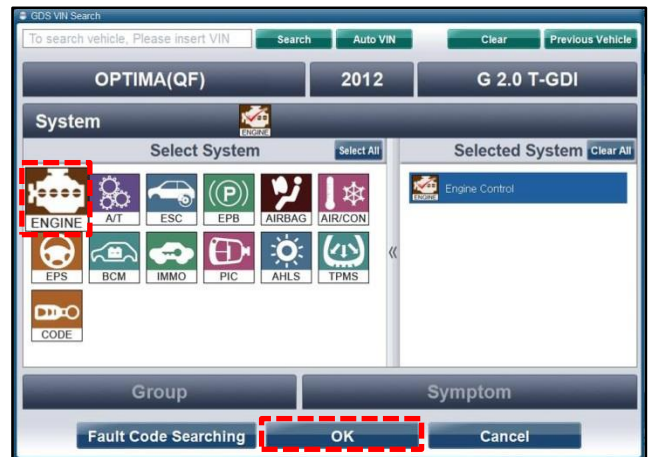 GDS VIN Search
To search vehicle, Please insert VIN Search Auto VIN Clear Previous Vehicle
OPTIMA(QF) 2012 G 2.0 T-GDI
System ENGINE
Select System Select All Selected System Clear All
ENGINE A/T ESC (P) EPB AIRBAG AIR/CON ENGINE Engine Control
EPS BCM IMMO PIC AHLS TPMS «
CODE
Group Symptom
Fault Code Searching OK Cancel